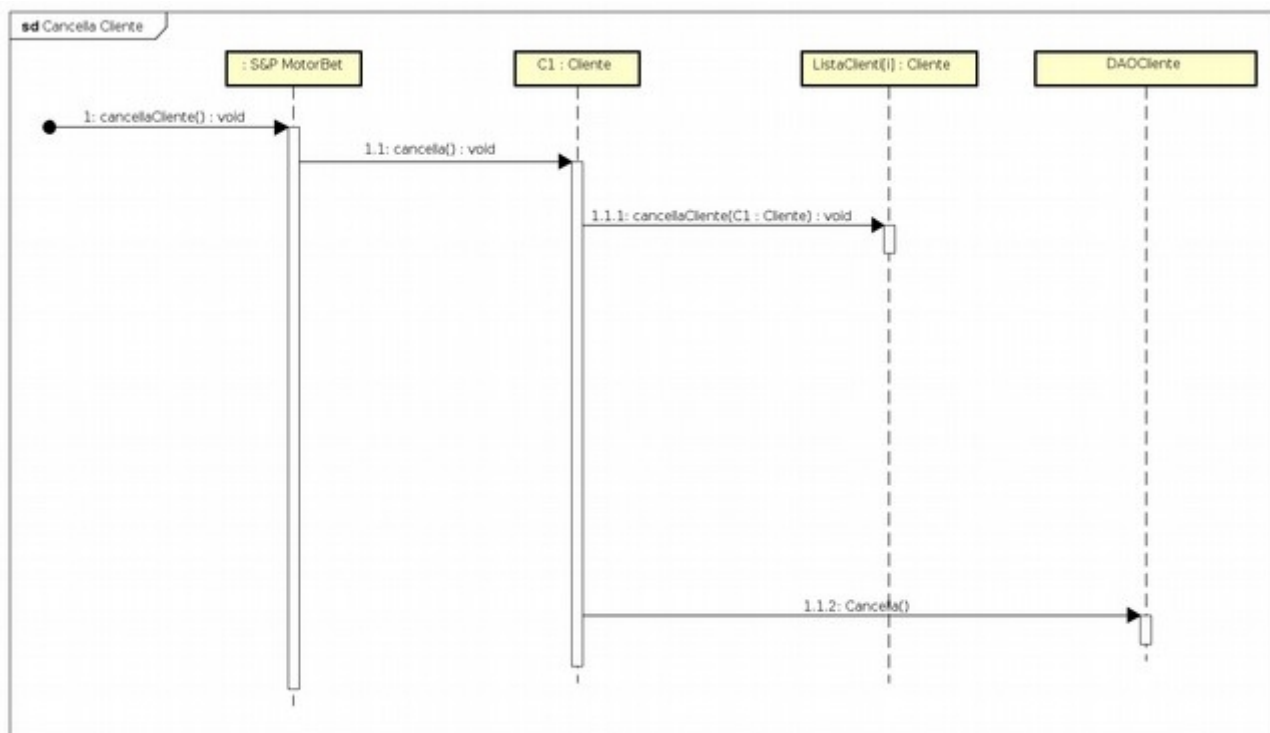 sd Cancella Cliente
: S&P MotorBet
C1 : Cliente
ListaClienti[i] : Cliente
DAOCliente
1: cancellaCliente() : void
1.1: cancella() : void
1.1.1: cancellaCliente(C1 : Cliente) : void
1.1.2: Cancella()